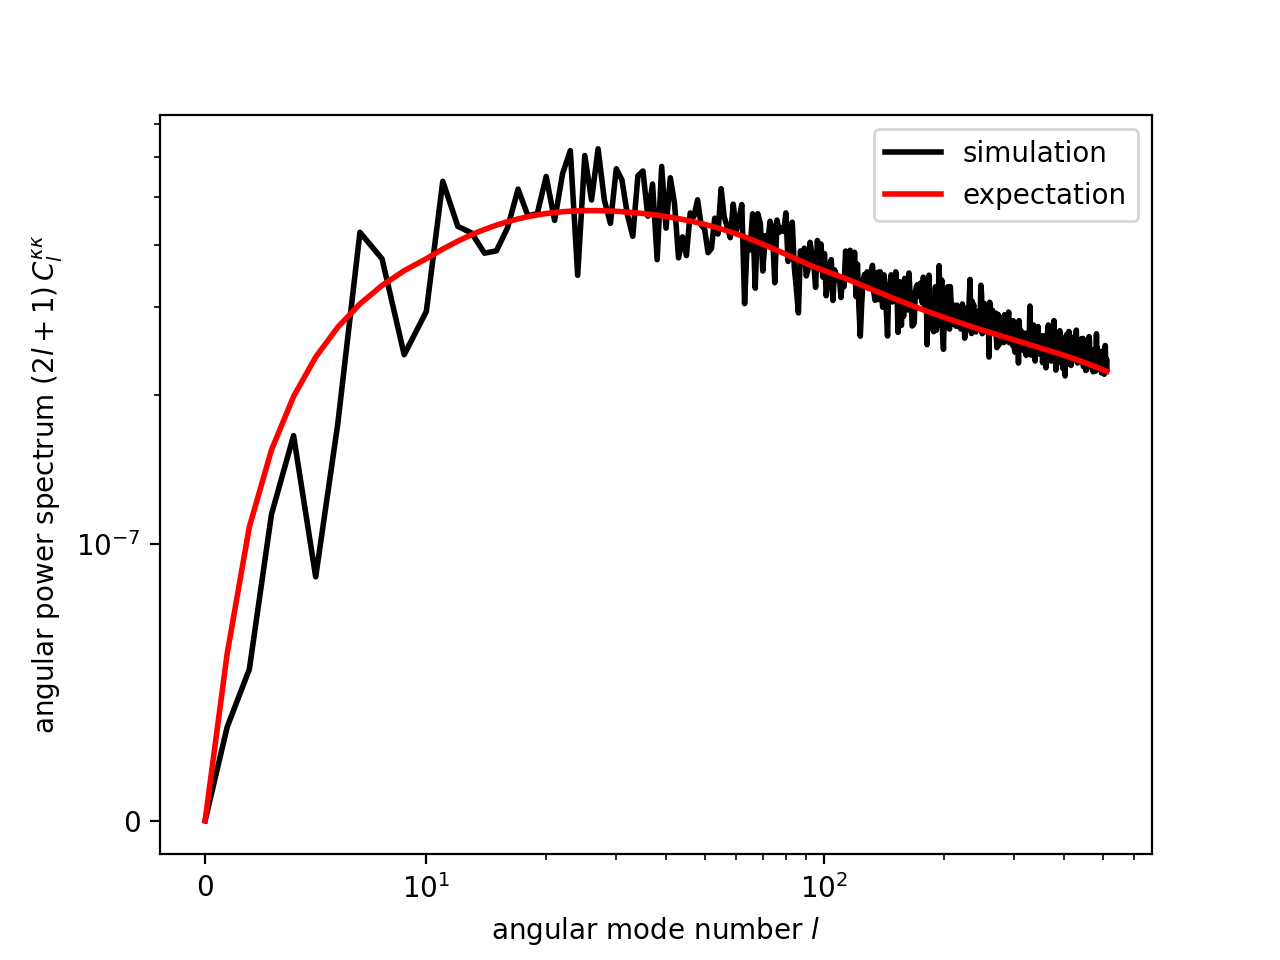 simulation
expectation
angular power spectrum (2l + 1) C_l^{κκ}
10^{-7}
0
0
10^1
10^2
angular mode number l